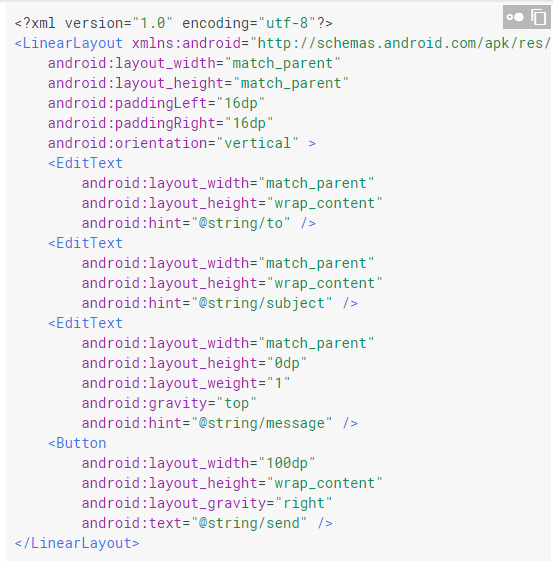 <?xml version="1.0" encoding="utf-8"?>
<LinearLayout xmlns:android="http://schemas.android.com/apk/res/
    android:layout_width="match_parent"
    android:layout_height="match_parent"
    android:paddingLeft="16dp"
    android:paddingRight="16dp"
    android:orientation="vertical" >
    <EditText
        android:layout_width="match_parent"
        android:layout_height="wrap_content"
        android:hint="@string/to" />
    <EditText
        android:layout_width="match_parent"
        android:layout_height="wrap_content"
        android:hint="@string/subject" />
    <EditText
        android:layout_width="match_parent"
        android:layout_height="0dp"
        android:layout_weight="1"
        android:gravity="top"
        android:hint="@string/message" />
    <Button
        android:layout_width="100dp"
        android:layout_height="wrap_content"
        android:layout_gravity="right"
        android:text="@string/send" />
</LinearLayout>